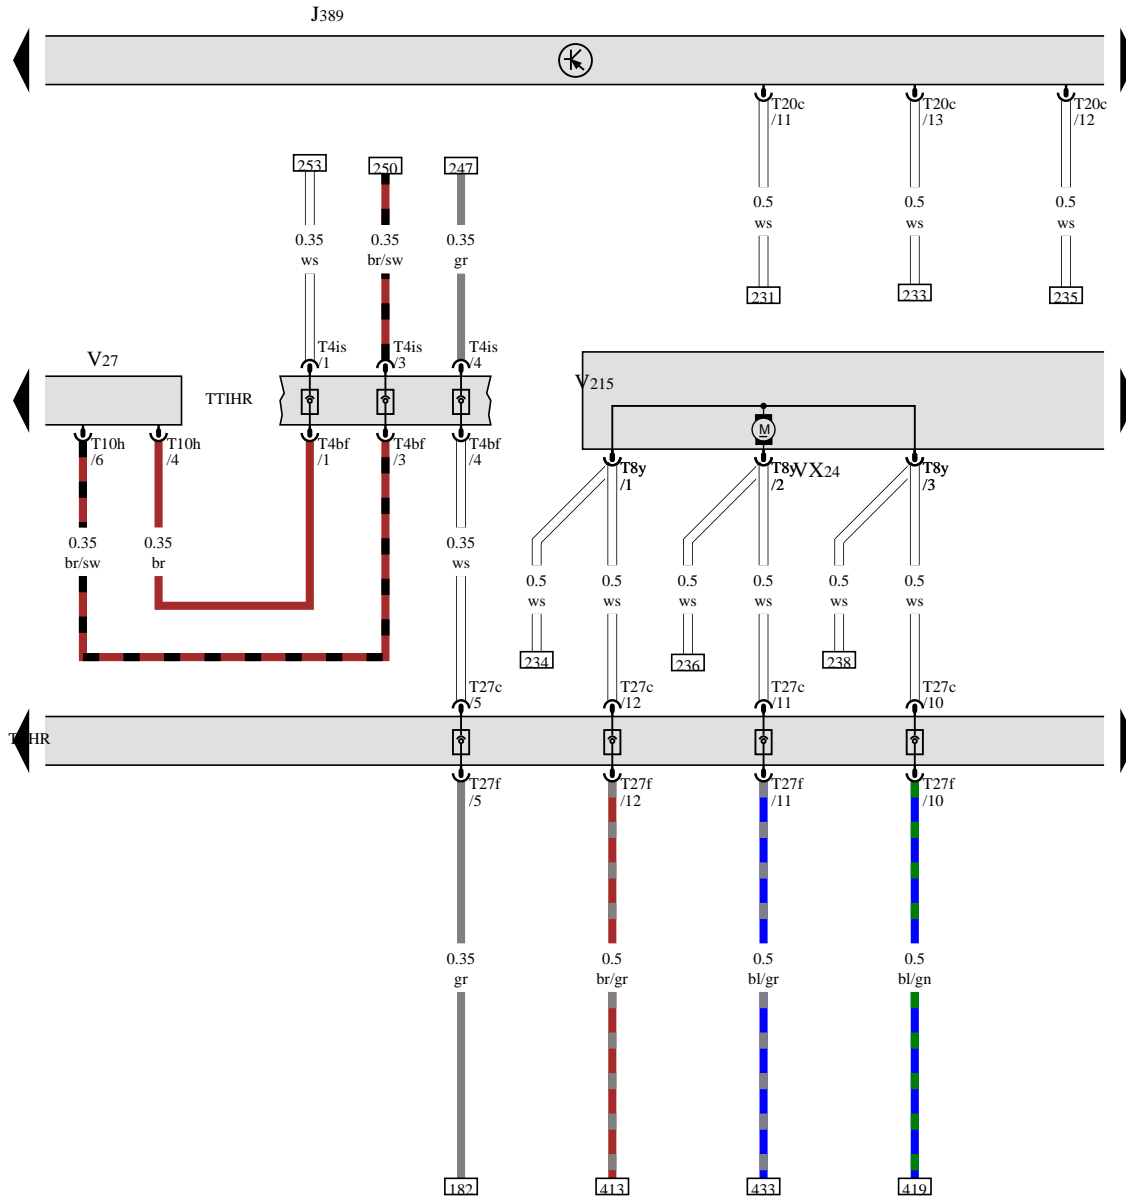 J389
T20c
/11
T20c
/13
T20c
/12
253
250
247
0.5
ws
0.5
ws
0.5
ws
0.35
ws
0.35
br/sw
0.35
gr
231
233
235
T4is
/1
T4is
/3
T4is
/4
V27
TTIHR
V215
M
T10h
/6
T10h
/4
T4bf
/1
T4bf
/3
T4bf
/4
T8y
/1
T8y
/2
VX24
T8y
/3
0.35
br/sw
0.35
br
0.35
ws
0.5
ws
0.5
ws
0.5
ws
0.5
ws
0.5
ws
0.5
ws
234
236
238
T27c
/5
T27c
/12
T27c
/11
T27c
/10
T27f
/5
T27f
/12
T27f
/11
T27f
/10
0.35
gr
0.5
br/gr
0.5
bl/gr
0.5
bl/gn
182
413
433
419